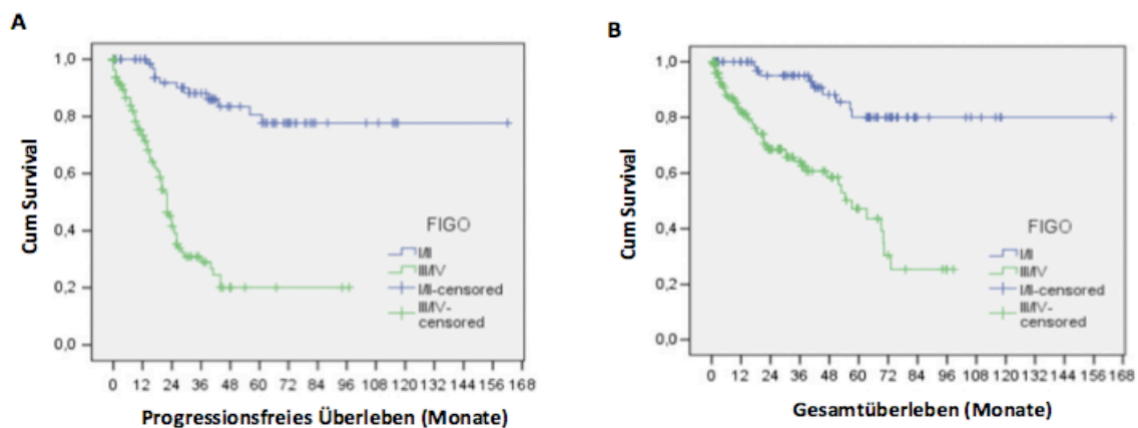 A
Cum Survival
1,0
0,8
0,6
0,4
0,2
0,0
FIGO
I/II
III/IV
I/II-censored
III/IV-
censored
0 12 24 36 48 60 72 84 96 108 120 132 144 156 168
Progressionsfreies Überleben (Monate)
B
Cum Survival
1,0
0,8
0,6
0,4
0,2
0,0
FIGO
I/II
III/IV
I/II-censored
III/IV-
censored
0 12 24 36 48 60 72 84 96 108 120 132 144 156 168
Gesamtüberleben (Monate)